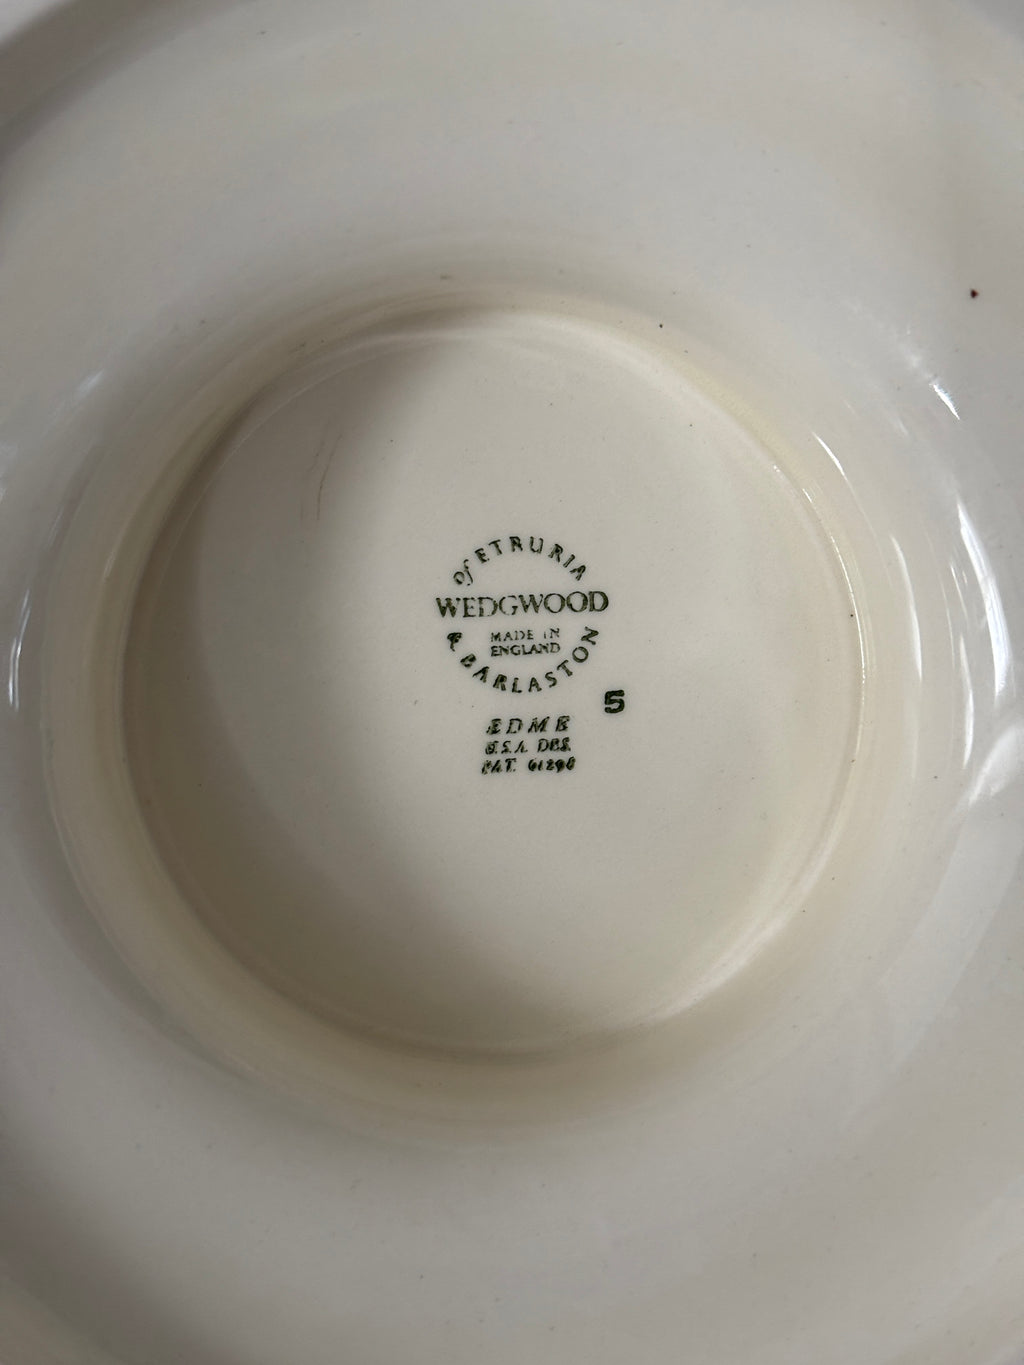 of ETRURIA
WEDGWOOD
MADE IN
ENGLAND
& BARLASTON
5
EDME
U.S.A. DES.
PAT. 61298